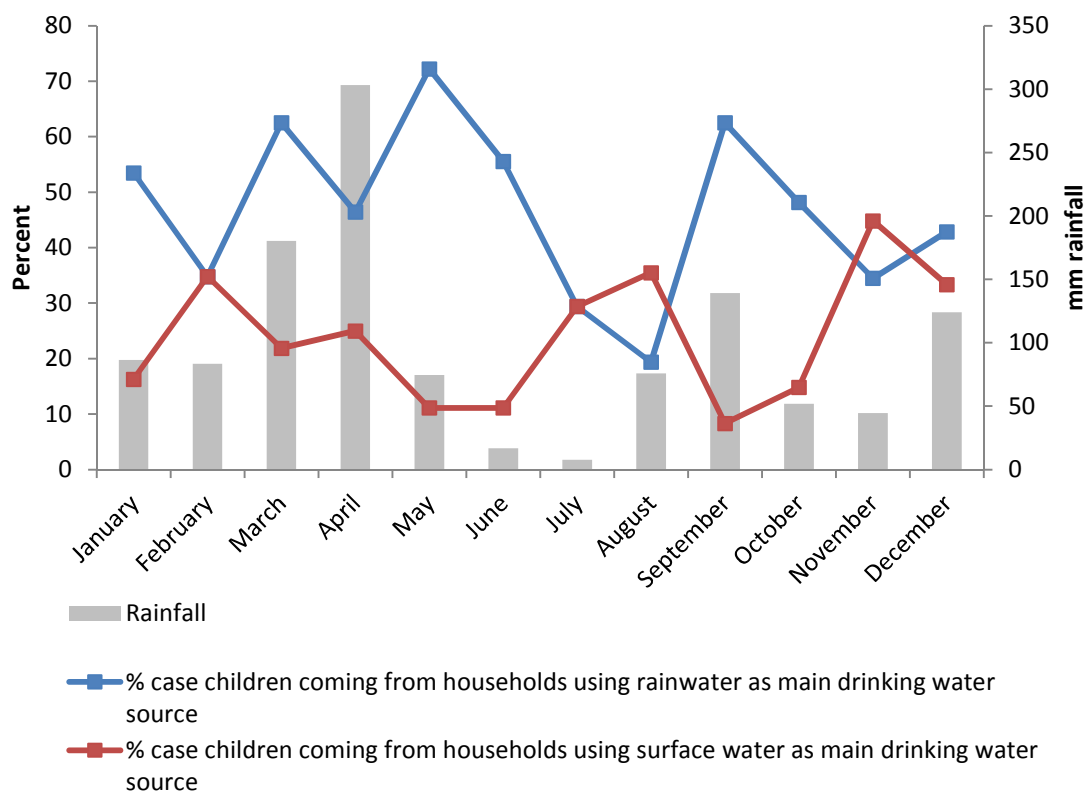 80
70
60
50
40
30
20
10
0
Percent
350
300
250
200
150
100
50
0
mm rainfall
January
February
March
April
May
June
July
August
September
October
November
December
Rainfall
% case children coming from households using rainwater as main drinking water
source
% case children coming from households using surface water as main drinking water
source